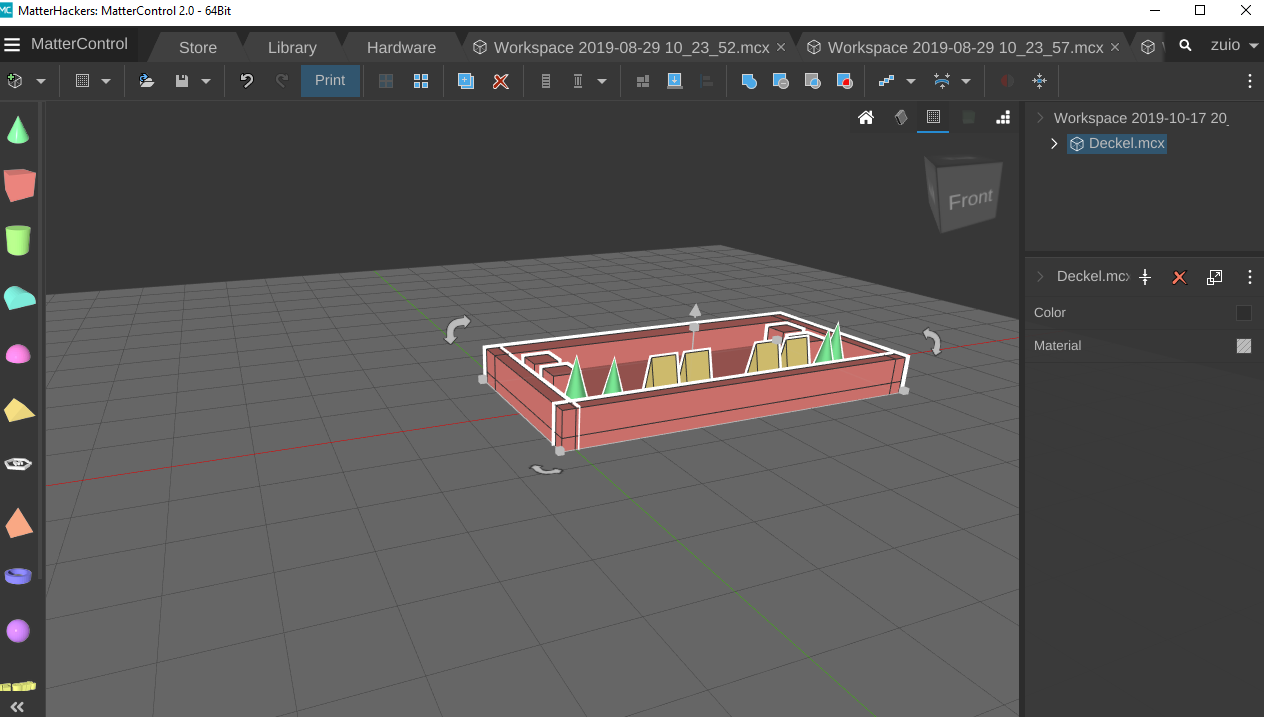 MC MatterHackers: MatterControl 2.0 - 64Bit
MatterControl
Store
Library
Hardware
Workspace 2019-08-29 10_23_52.mcx
Workspace 2019-08-29 10_23_57.mcx
zuio
Print
Workspace 2019-10-17 20_
Deckel.mcx
Front
Deckel.mcx
Color
Material